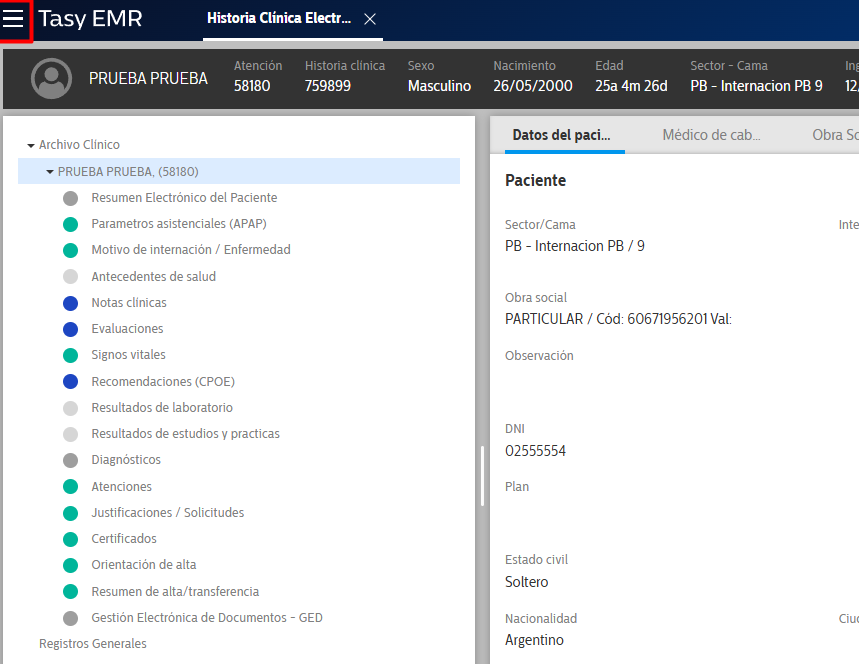 Tasy EMR
Historia Clínica Electr...
PRUEBA PRUEBA
Atención
58180
Historia clínica
759899
Sexo
Masculino
Nacimiento
26/05/2000
Edad
25a 4m 26d
Sector - Cama
PB - Internacion PB 9
Ing
12/
Archivo Clínico
PRUEBA PRUEBA, (58180)
Resumen Electrónico del Paciente
Parametros asistenciales (APAP)
Motivo de internación / Enfermedad
Antecedentes de salud
Notas clínicas
Evaluaciones
Signos vitales
Recomendaciones (CPOE)
Resultados de laboratorio
Resultados de estudios y practicas
Diagnósticos
Atenciones
Justificaciones / Solicitudes
Certificados
Orientación de alta
Resumen de alta/transferencia
Gestión Electrónica de Documentos - GED
Registros Generales
Datos del paci...
Médico de cab...
Obra So
Paciente
Sector/Cama
Inte
PB - Internacion PB / 9
Obra social
PARTICULAR / Cód: 60671956201 Val:
Observación
DNI
02555554
Plan
Estado civil
Soltero
Nacionalidad
Ciud
Argentino